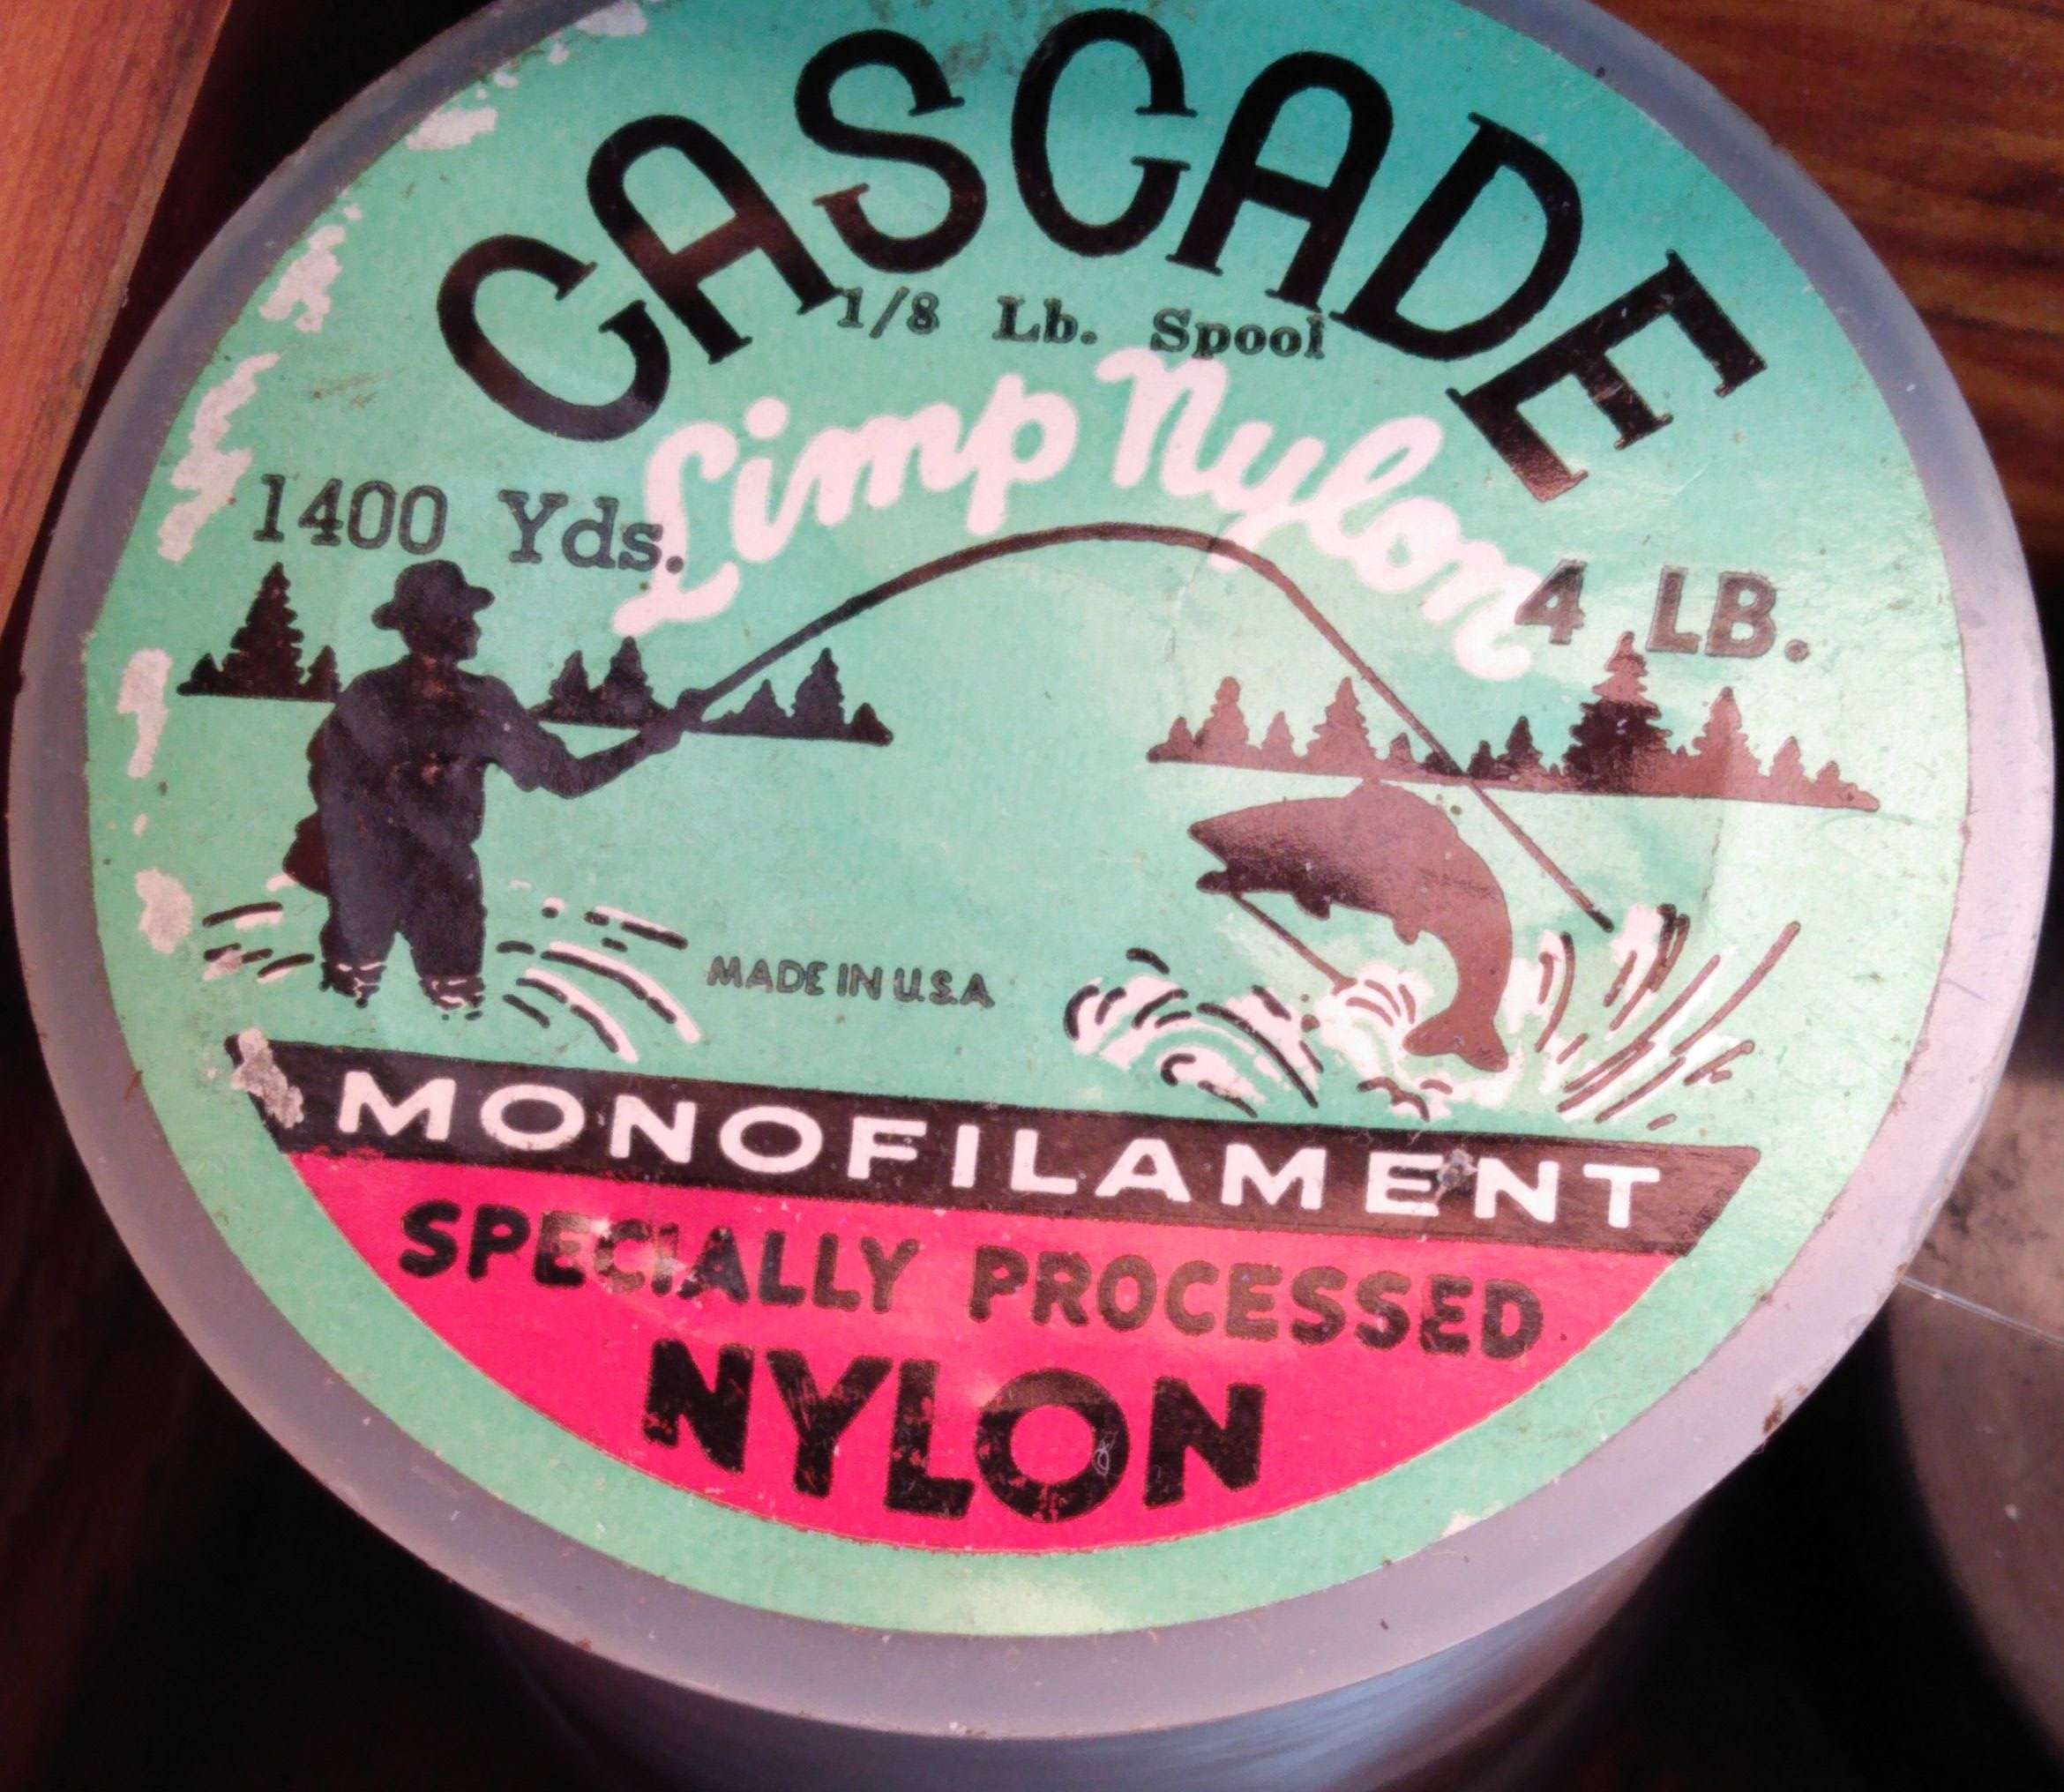 CASCADE
1/8 Lb. Spool
Limp Nylon
1400 Yds.
4 LB.
MADE IN U.S.A
MONOFILAMENT
SPECIALLY PROCESSED
NYLON